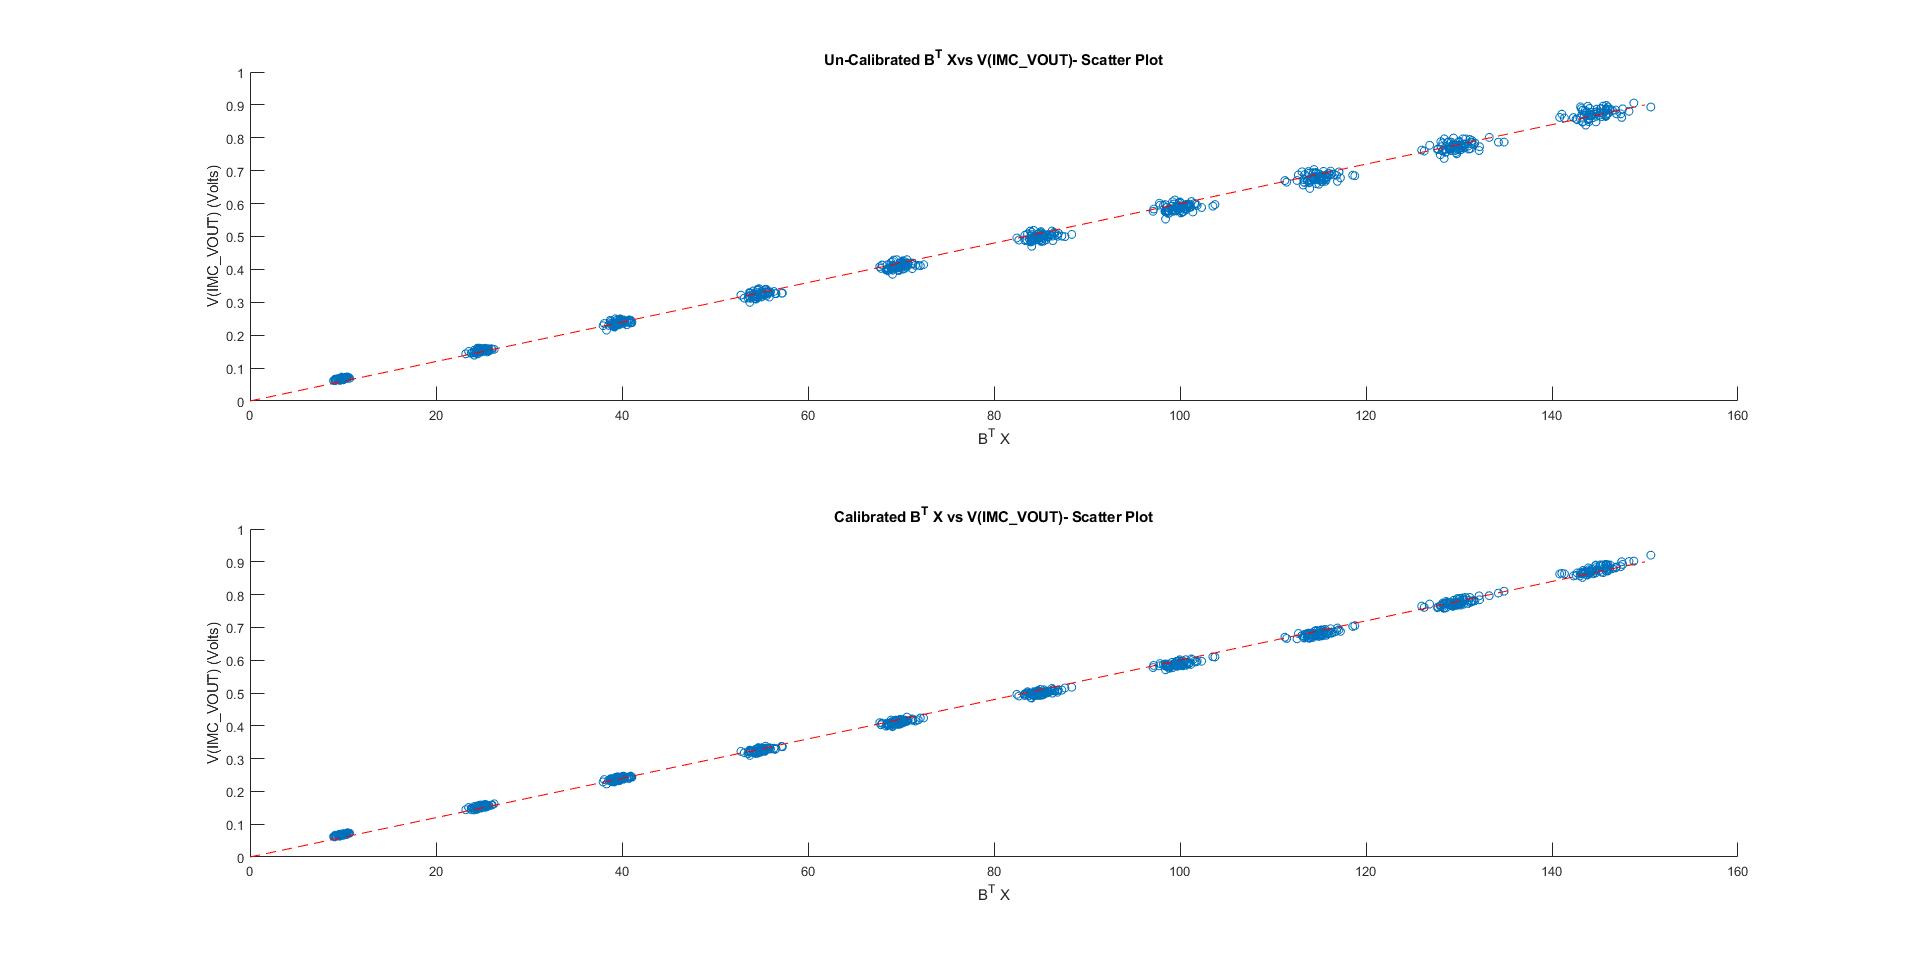 Un-Calibrated B^T Xvs V(IMC_VOUT)- Scatter Plot
1
0.9
0.8
0.7
0.6
0.5
0.4
0.3
0.2
0.1
0
V(IMC_VOUT) (Volts)
0 20 40 60 80 100 120 140 160
B^T X
Calibrated B^T X vs V(IMC_VOUT)- Scatter Plot
1
0.9
0.8
0.7
0.6
0.5
0.4
0.3
0.2
0.1
0
V(IMC_VOUT) (Volts)
0 20 40 60 80 100 120 140 160
B^T X